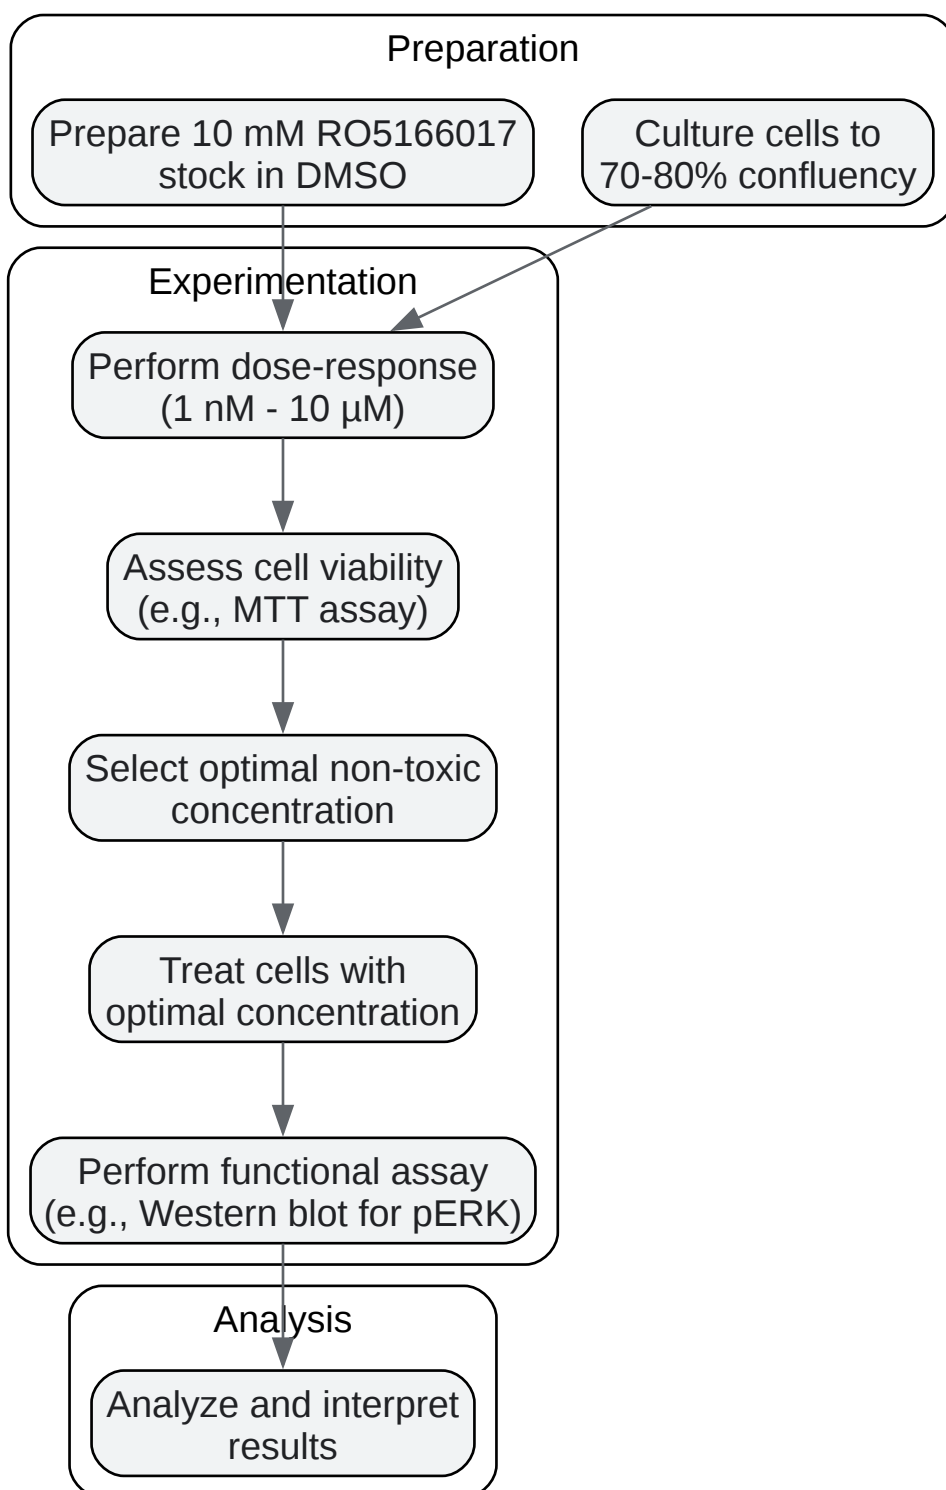 Preparation
Prepare 10 mM RO5166017
stock in DMSO
Culture cells to
70-80% confluency
Experimentation
Perform dose-response
(1 nM - 10 µM)
Assess cell viability
(e.g., MTT assay)
Select optimal non-toxic
concentration
Treat cells with
optimal concentration
Perform functional assay
(e.g., Western blot for pERK)
Analysis
Analyze and interpret
results